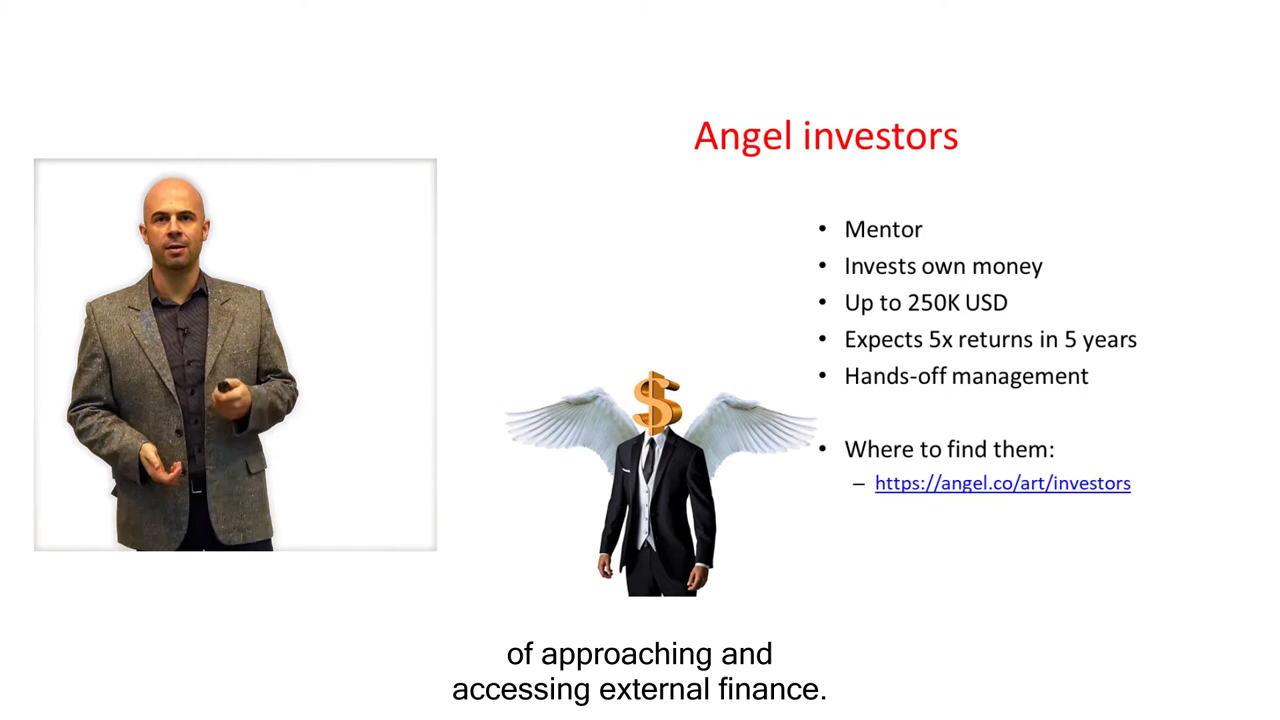 Angel investors
• Mentor
• Invests own money
• Up to 250K USD
• Expects 5x returns in 5 years
• Hands-off management
• Where to find them:
– https://angel.co/art/investors
$
of approaching and
accessing external finance.